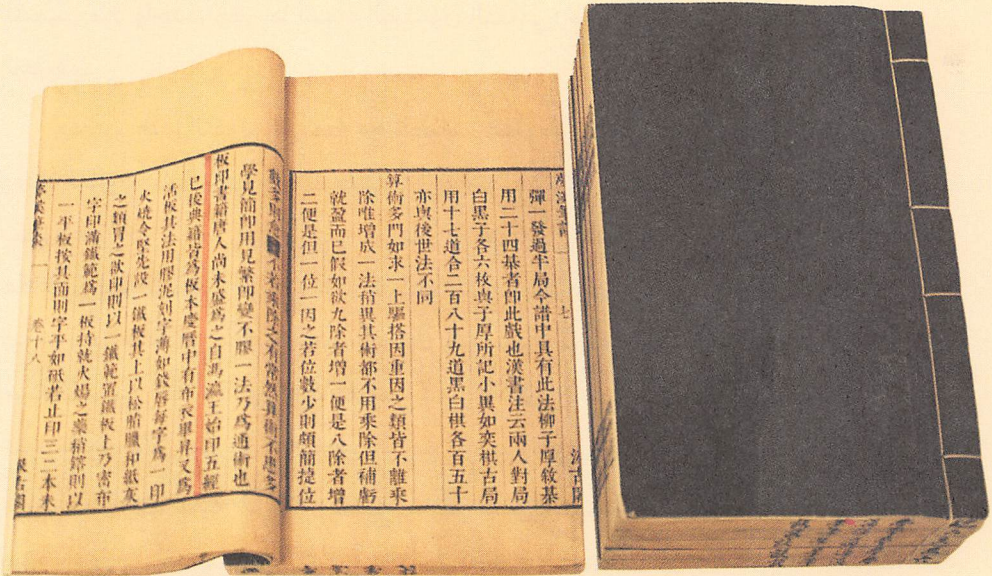 彈一發過半局今譜中具有此法柳子厚敘棊
用二十四棊者卽此戲也漢書注云兩人對局
白黑子各六枚與子厚所記小異如奕棋古局
用十七道合二百八十九道黑白棋各百五十
亦與後世法不同
算術多門如求一上驅搭因重因之類皆不離乘
除唯增成一法稍異其術都不用乘除但補虧
就盈而已假如欲九除者增一便是八除者增
二便是但一位一因之若位數少則頗簡捷位
乘除之有常然算術不患多
學見簡卽用見繁卽變不膠一法乃爲通術也
板印書籍唐人尚未盛爲之自馮瀛王始印五經
已後典籍皆爲板本慶曆中有布衣畢昇又爲
活板其法用膠泥刻字薄如錢唇每字爲一印
火燒令堅先設一鐵板其上以松脂臘和紙灰
之類冒之欲印則以一鐵範置鐵板上乃密布
字印滿鐵範爲一板持就火煬之藥稍鎔則以
一平板按其面則字平如砥若止印三二本未
卷十八